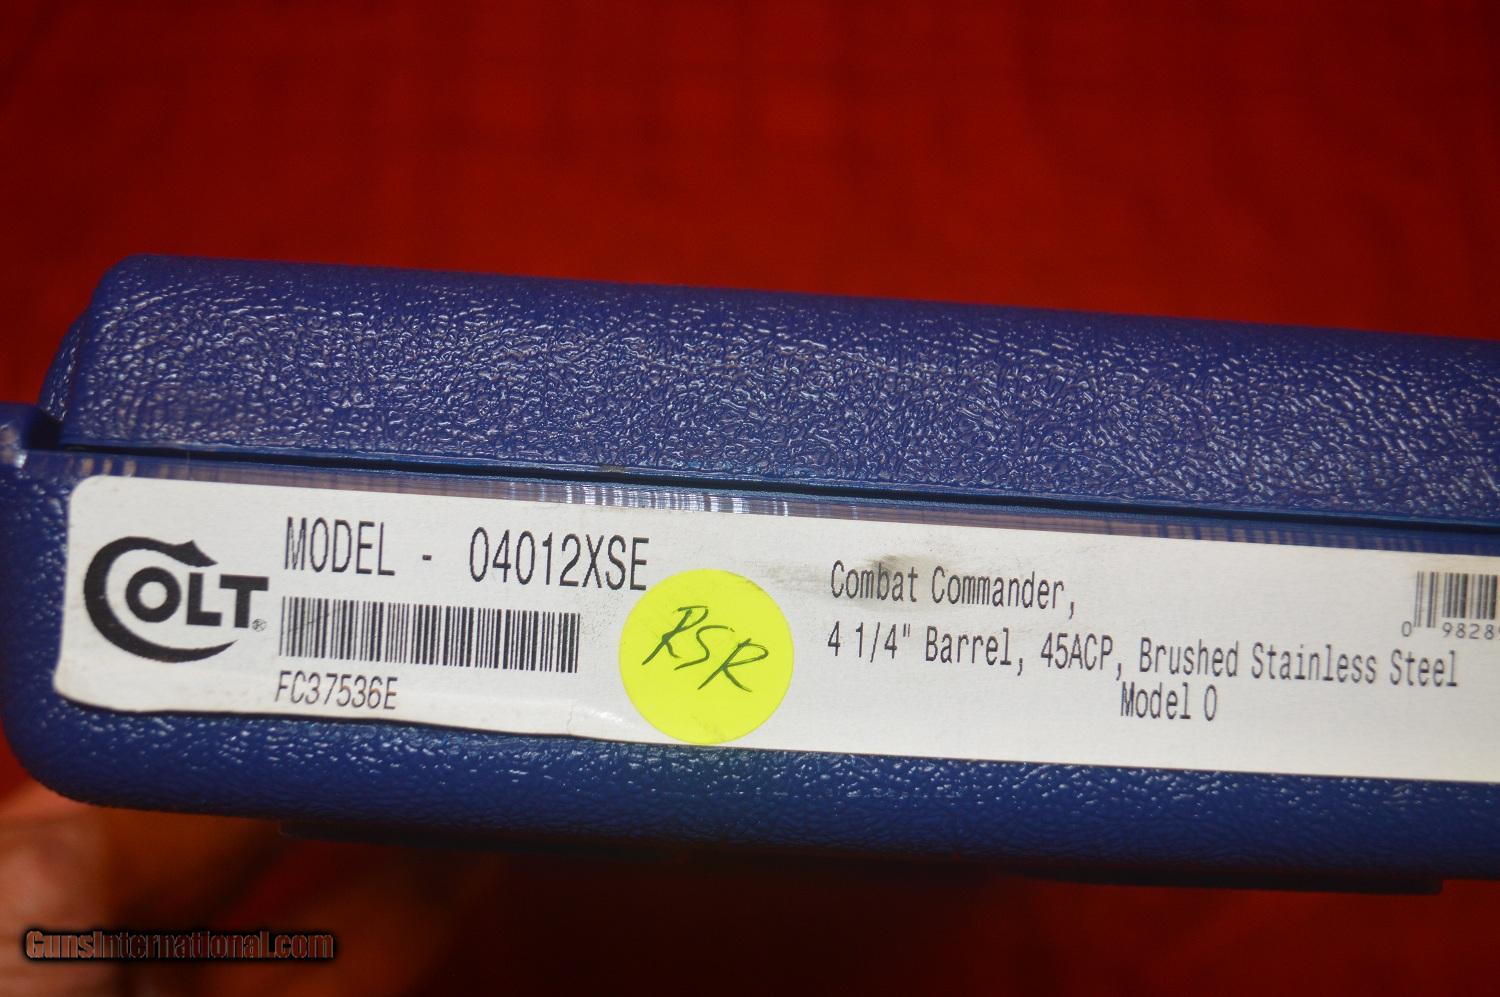 COLT®
MODEL - 04012XSE
FC37536E
RSR
Combat Commander,
4 1/4" Barrel, 45ACP, Brushed Stainless Steel
Model O
0 9828
GunsInternational.com